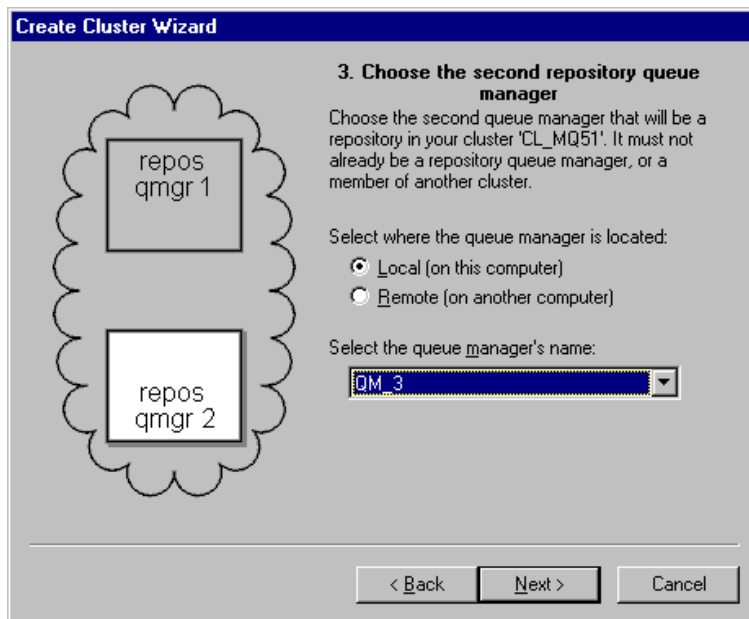 Create Cluster Wizard
repos
qmgr 1
repos
qmgr 2
3. Choose the second repository queue
manager
Choose the second queue manager that will be a
repository in your cluster 'CL_MQ51'. It must not
already be a repository queue manager, or a
member of another cluster.
Select where the queue manager is located:
Local (on this computer)
Remote (on another computer)
Select the queue manager's name:
QM_3
< Back
Next >
Cancel